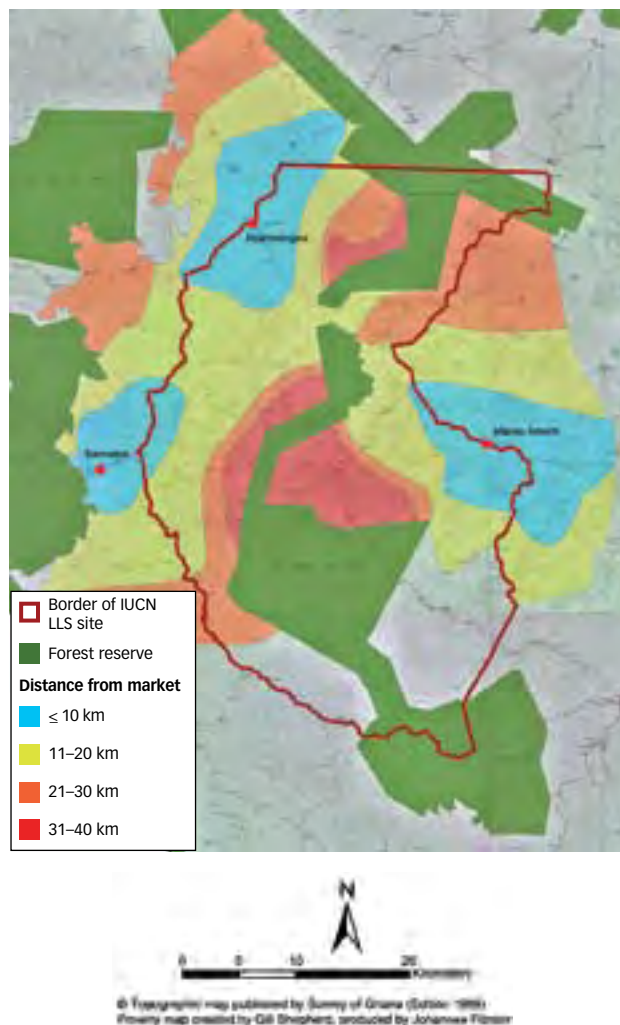 Border of IUCN
LLS site
Forest reserve
Distance from market
≤ 10 km
11–20 km
21–30 km
31–40 km
N
0
10
20
Kilometers
© Topographic map published by Survey of Ghana (Edition
Poverty map created by Gill Shepherd, produced by Johannes